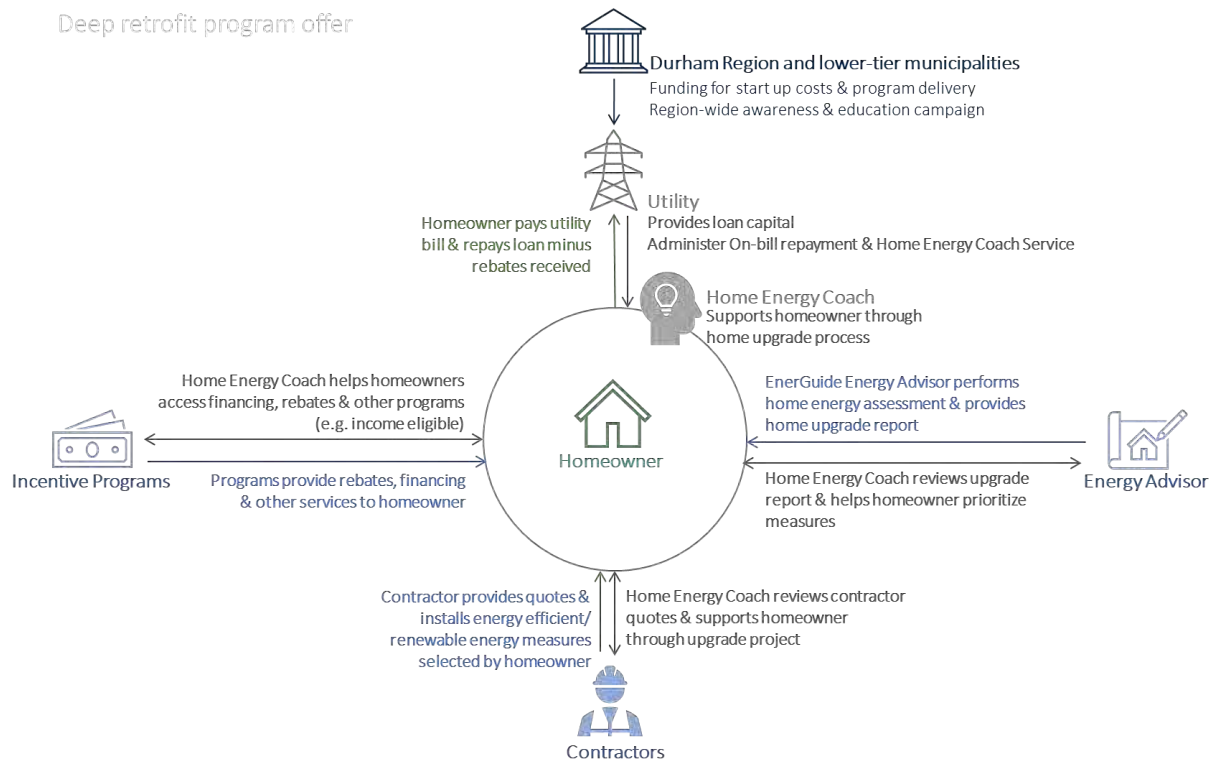 Deep retrofit program offer
Durham Region and lower-tier municipalities
Funding for start up costs & program delivery
Region-wide awareness & education campaign
Utility
Provides loan capital
Administer On-bill repayment & Home Energy Coach Service
Homeowner pays utility
bill & repays loan minus
rebates received
Home Energy Coach
Supports homeowner through
home upgrade process
Home Energy Coach helps homeowners
access financing, rebates & other programs
(e.g. income eligible)
Incentive Programs
Programs provide rebates, financing
& other services to homeowner
Homeowner
EnerGuide Energy Advisor performs
home energy assessment & provides
home upgrade report
Energy Advisor
Home Energy Coach reviews upgrade
report & helps homeowner prioritize
measures
Contractor provides quotes &
installs energy efficient/
renewable energy measures
selected by homeowner
Home Energy Coach reviews contractor
quotes & supports homeowner
through upgrade project
Contractors